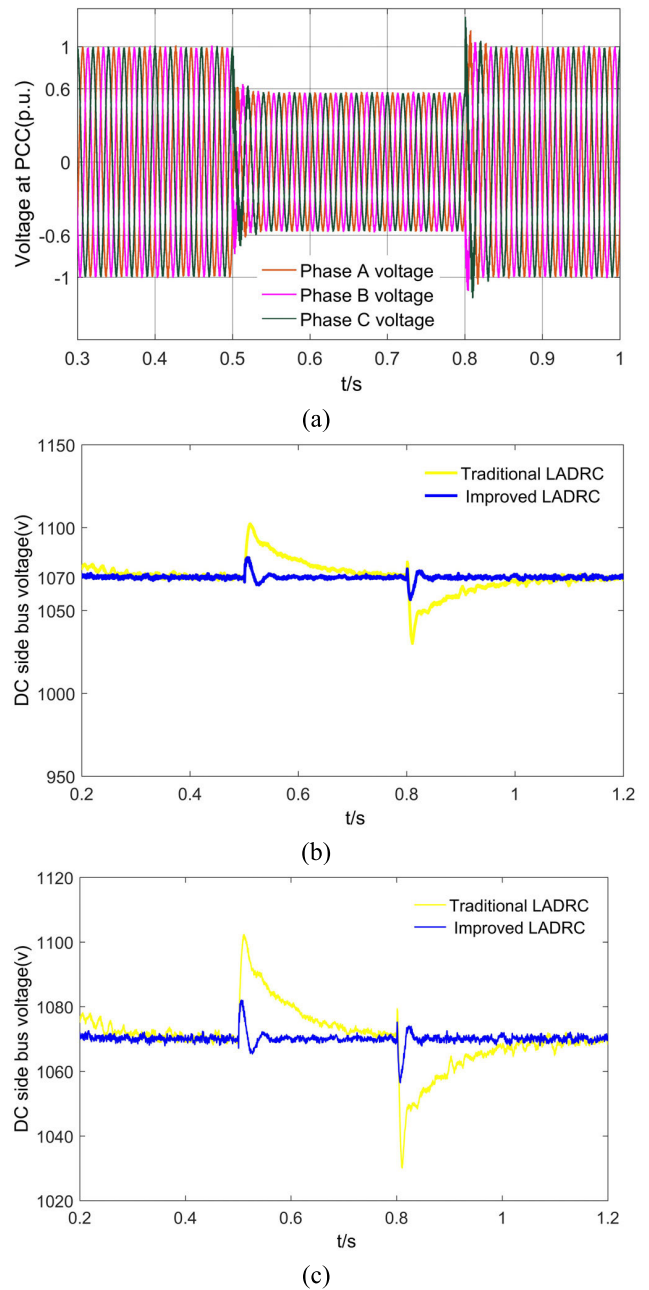 Voltage at PCC(p.u.)
1
0.6
0
-0.6
-1
Phase A voltage
Phase B voltage
Phase C voltage
0.3 0.4 0.5 0.6 0.7 0.8 0.9 1
t/s
(a)
DC side bus voltage(v)
1150
1100
1070
1050
1000
950
Traditional LADRC
Improved LADRC
0.2 0.4 0.6 0.8 1 1.2
t/s
(b)
DC side bus voltage(v)
1120
1100
1080
1060
1040
1020
Traditional LADRC
Improved LADRC
0.2 0.4 0.6 0.8 1 1.2
t/s
(c)